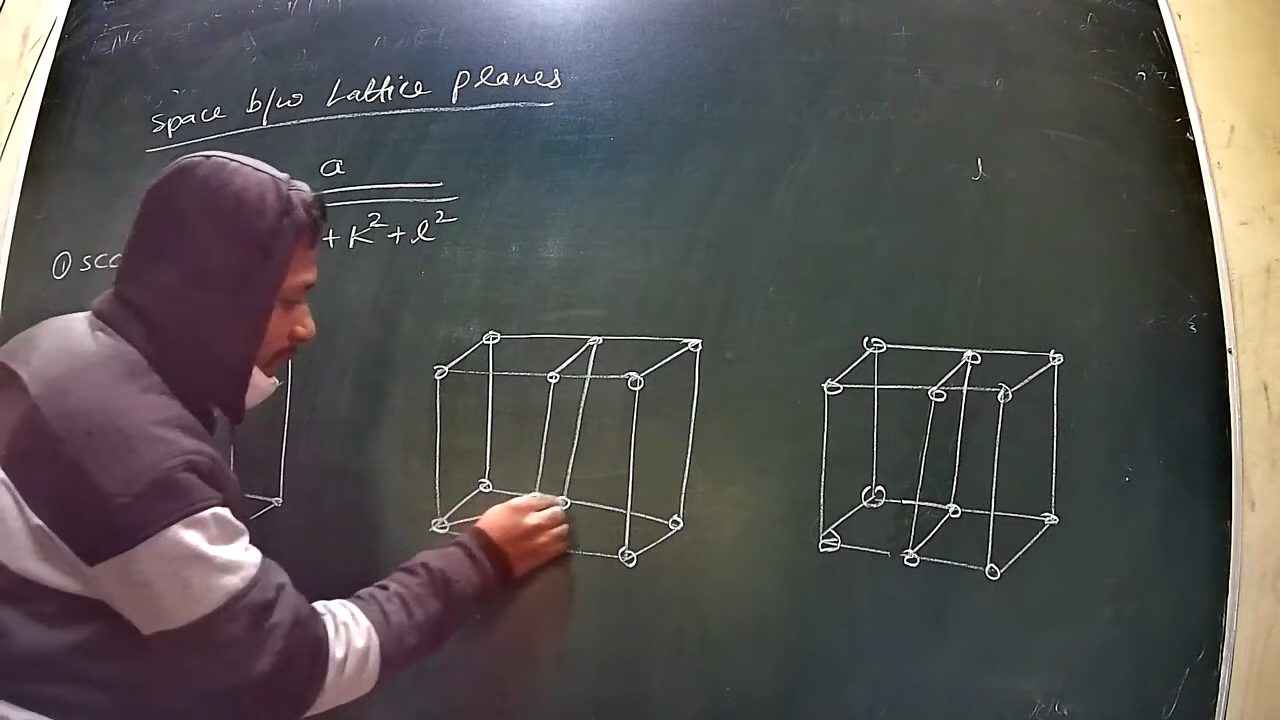 Space b/w Lattice planes
a
+ K² + l²
① SCC
l